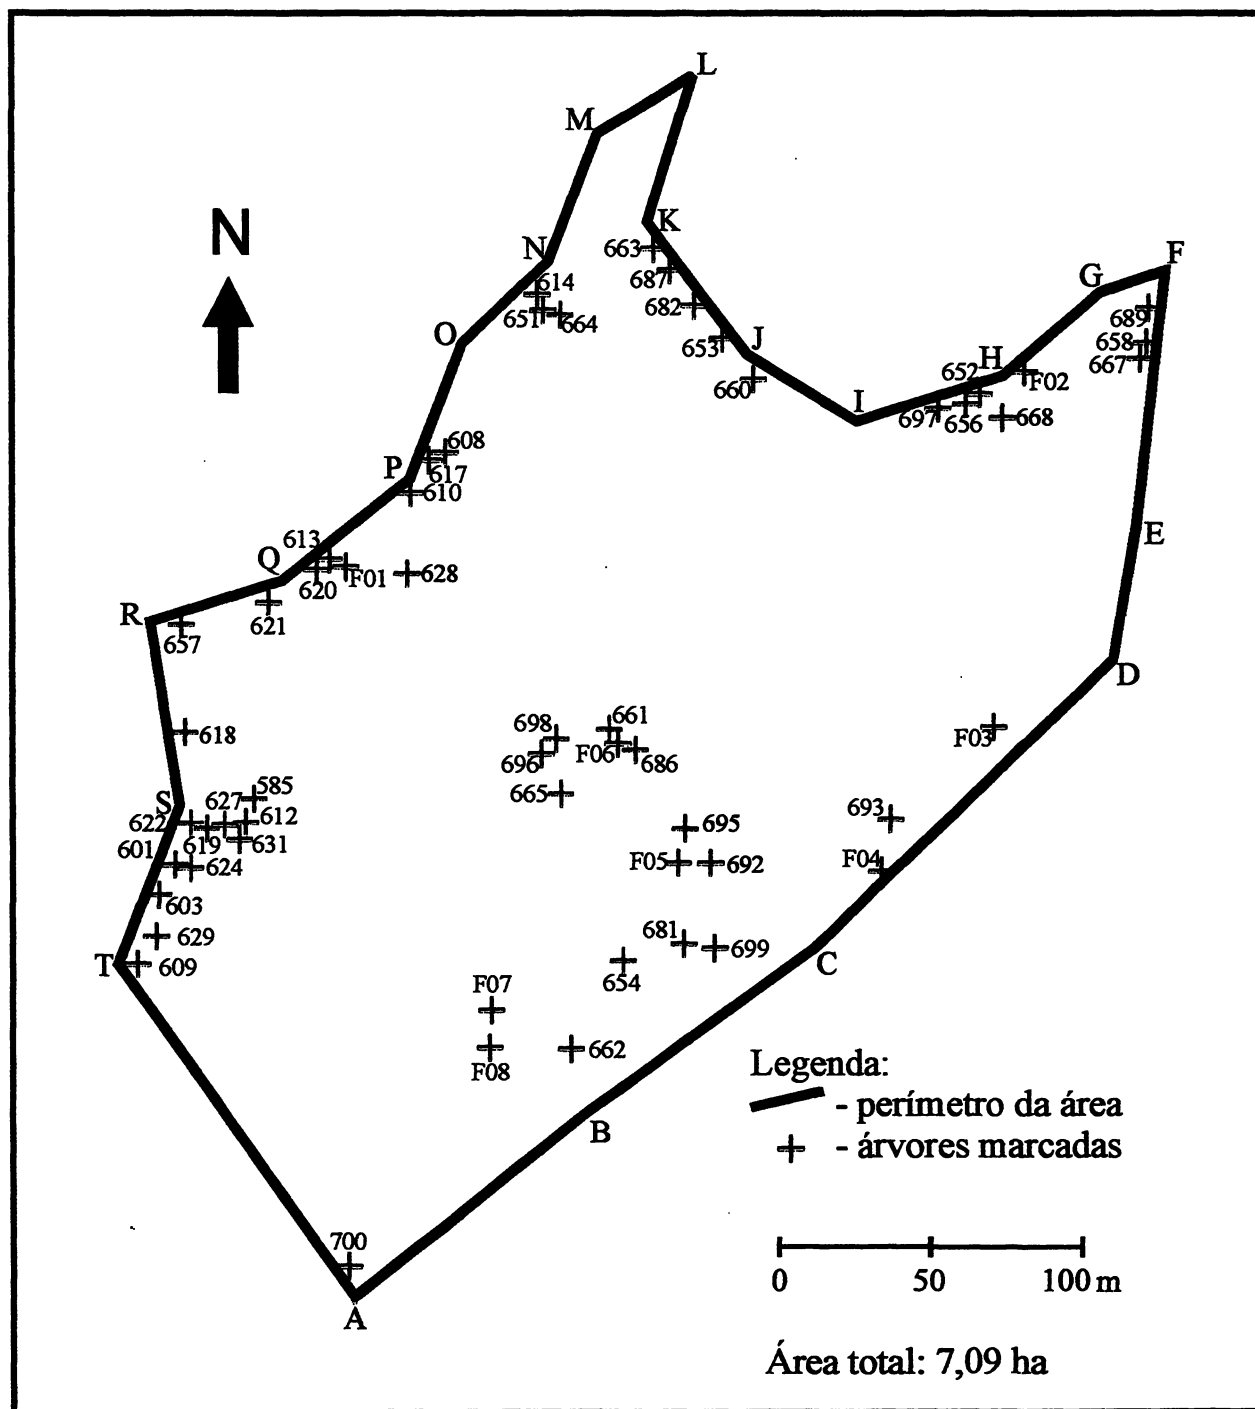 L
M
N
K
663
N
F
G
687
614
682
689
651
664
O
653
J
658
H
667
652
F02
660
I
697
656
668
608
P
617
610
E
613
Q
620
F01
628
621
R
657
D
661
698
618
F03
F06
696
686
585
665
S
627
693
622
612
695
619
631
601
F05
692
F04
624
603
681
629
699
T
609
C
654
F07
662
F08
Legenda:
- perímetro da área
B
- árvores marcadas
700
0 50 100 m
A
Área total: 7,09 ha